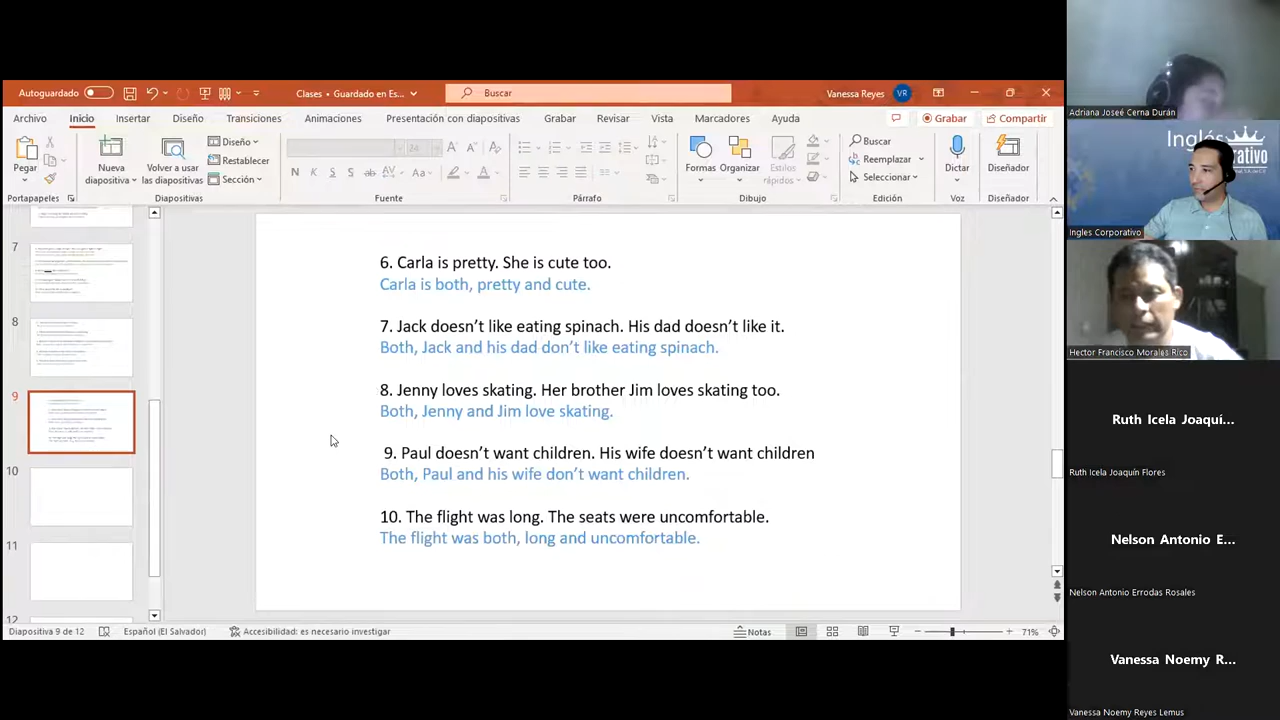 Autoguardado
Clases • Guardado en Es...
Buscar
Vanessa Reyes
VR
Archivo
Inicio
Insertar
Diseño
Transiciones
Animaciones
Presentación con diapositivas
Grabar
Revisar
Vista
Marcadores
Ayuda
Grabar
Compartir
Pegar
Nueva
diapositiva
Volver a usar
las diapositivas
Diseño
Restablecer
Sección
24
N K S S ab AV Aa
Formas
Organizar
Estilos
rápidos
Buscar
Reemplazar
Seleccionar
Dictar
Diseñador
Portapapeles
Diapositivas
Fuente
Párrafo
Dibujo
Edición
Voz
Diseñador
7
8
9
10
11
12
6. Carla is pretty. She is cute too.
Carla is both, pretty and cute.
7. Jack doesn't like eating spinach. His dad doesn't like it.
Both, Jack and his dad don't like eating spinach.
8. Jenny loves skating. Her brother Jim loves skating too.
Both, Jenny and Jim love skating.
9. Paul doesn't want children. His wife doesn't want children
Both, Paul and his wife don't want children.
10. The flight was long. The seats were uncomfortable.
The flight was both, long and uncomfortable.
Diapositiva 9 de 12
Español (El Salvador)
Accesibilidad: es necesario investigar
Notas
71%
Adriana Joseé Cerna Durán
Inglés
Ingles Corporativo
Hector Francisco Morales Rico
Ruth Icela Joaquí...
Ruth Icela Joaquín Flores
Nelson Antonio E...
Nelson Antonio Errodas Rosales
Vanessa Noemy R...
Vanessa Noemy Reyes Lemus